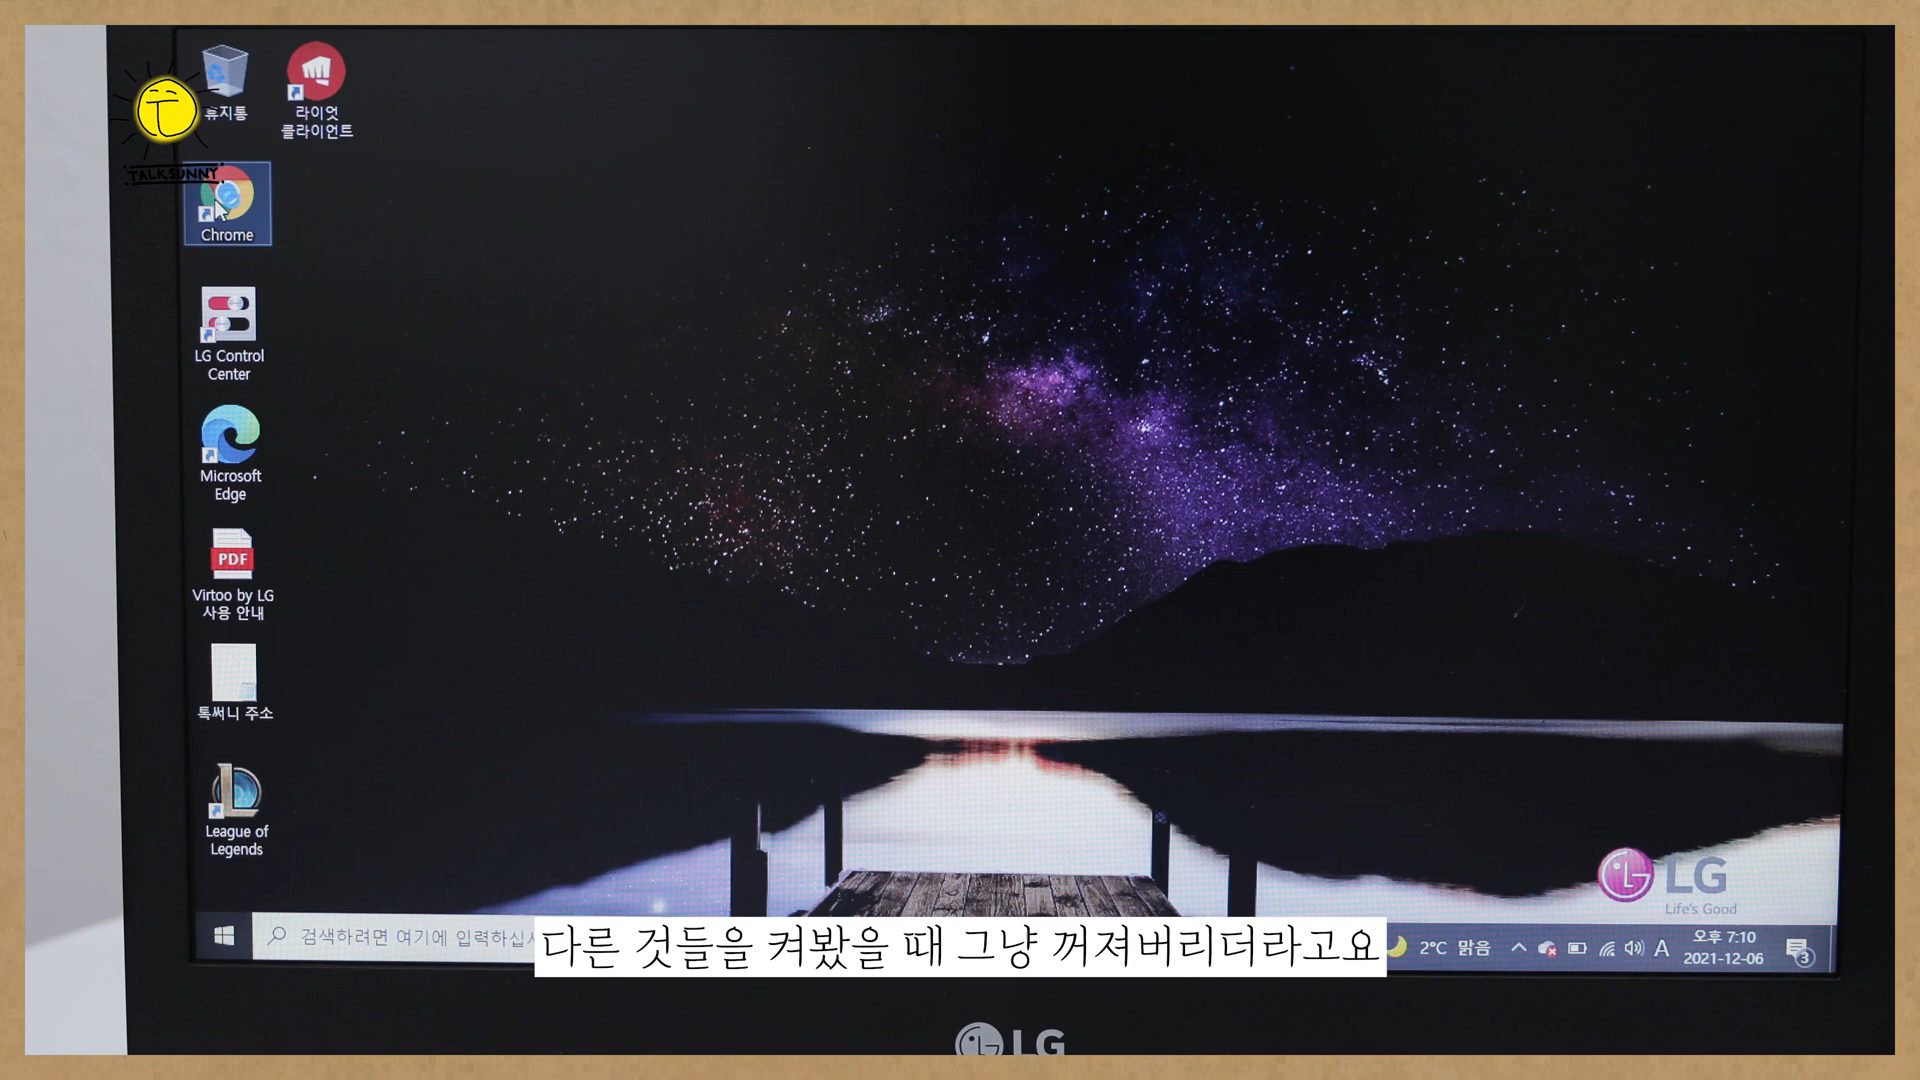 휴지통
라이엇
클라이언트
TALKSUNNY
Chrome
LG Control
Center
Microsoft
Edge
PDF
Virtoo by LG
사용 안내
톡써니 주소
League of
Legends
LG
Life's Good
검색하려면 여기에 입력하십시
다른 것들을 켜봤을 때 그냥 꺼져버리더라고요
2°C 맑음
A
오후 7:10
2021-12-06
3
LG